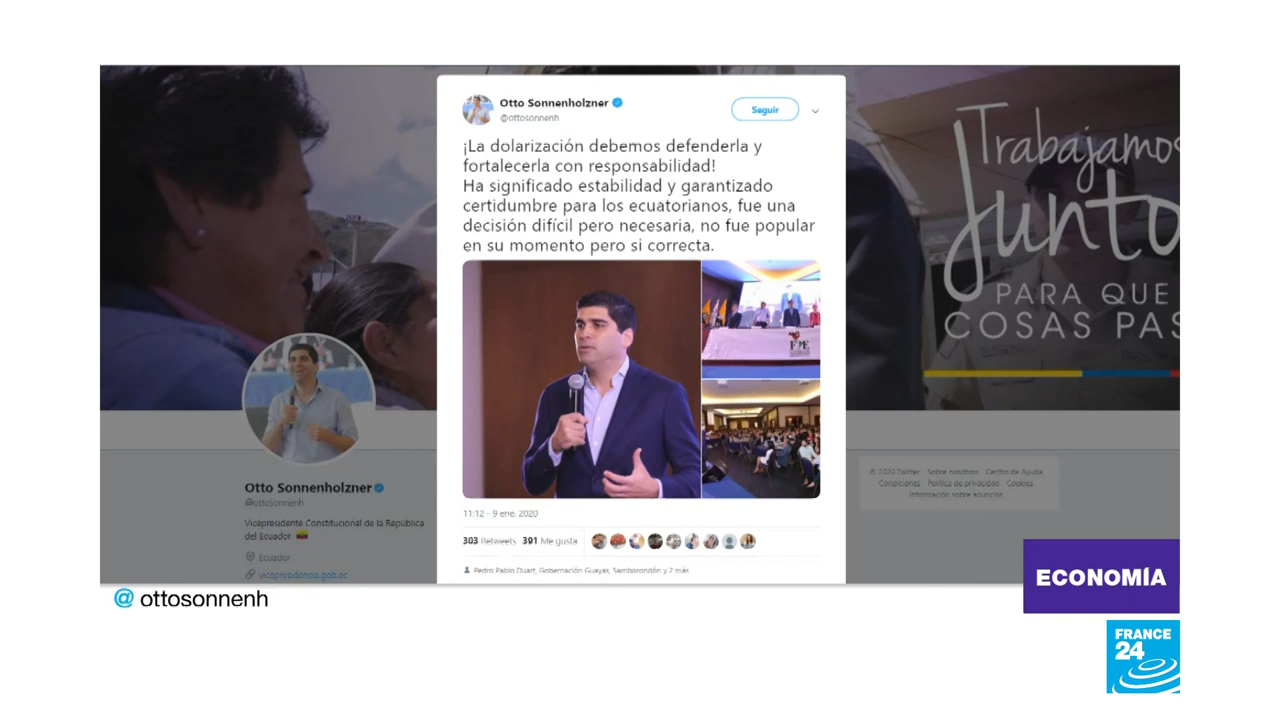 Otto Sonnenholzner
@ottosonnenh
Seguir
¡La dolarización debemos defenderla y
fortalecerla con responsabilidad!
Ha significado estabilidad y garantizado
certidumbre para los ecuatorianos, fue una
decisión difícil pero necesaria, no fue popular
en su momento pero si correcta.
11:12 - 9 ene. 2020
303 Retweets 391 Me gusta
Pedro Pablo Duart, Gobernación Guayas, Samborondón y 2 más
Trabajamos
Junto
PARA QUE
COSAS PAS
Otto Sonnenholzner
@ottosonnenh
Vicepresidente Constitucional de la República
del Ecuador.
Ecuador
vicepresidencia.gob.ec
© 2020 Twitter Sobre nosotros Centro de Ayuda
Condiciones Política de privacidad Cookies
Información sobre anuncios
@ ottosonnenh
ECONOMÍA
FRANCE
24